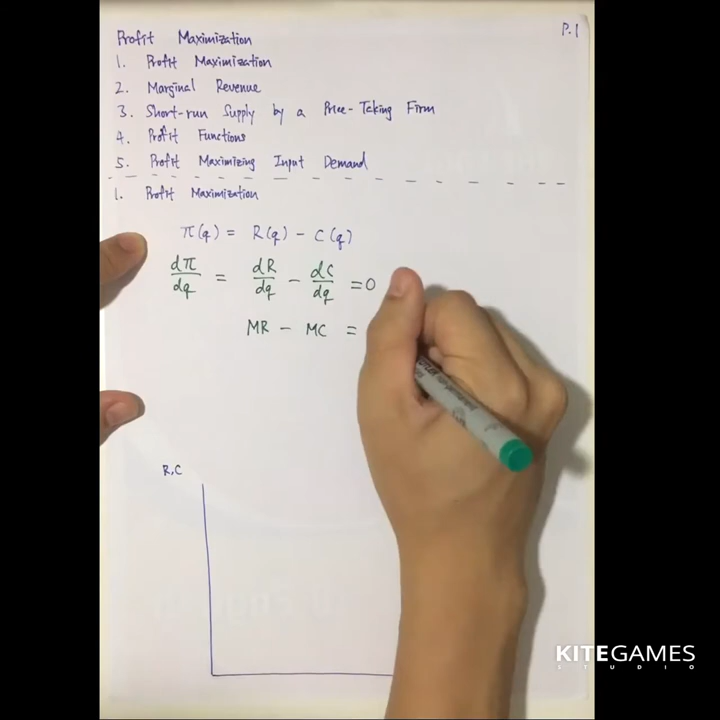 P.1
Profit Maximization
1. Profit Maximization
2. Marginal Revenue
3. Short-run Supply by a Price-Taking Firm
4. Profit Functions
5. Profit Maximizing Input Demand
1. Profit Maximization
π(q) = R(q) - C(q)
dπ/dq = dR/dq - dC/dq = 0
MR - MC =
R,C
KITEGAMES
STUDIO